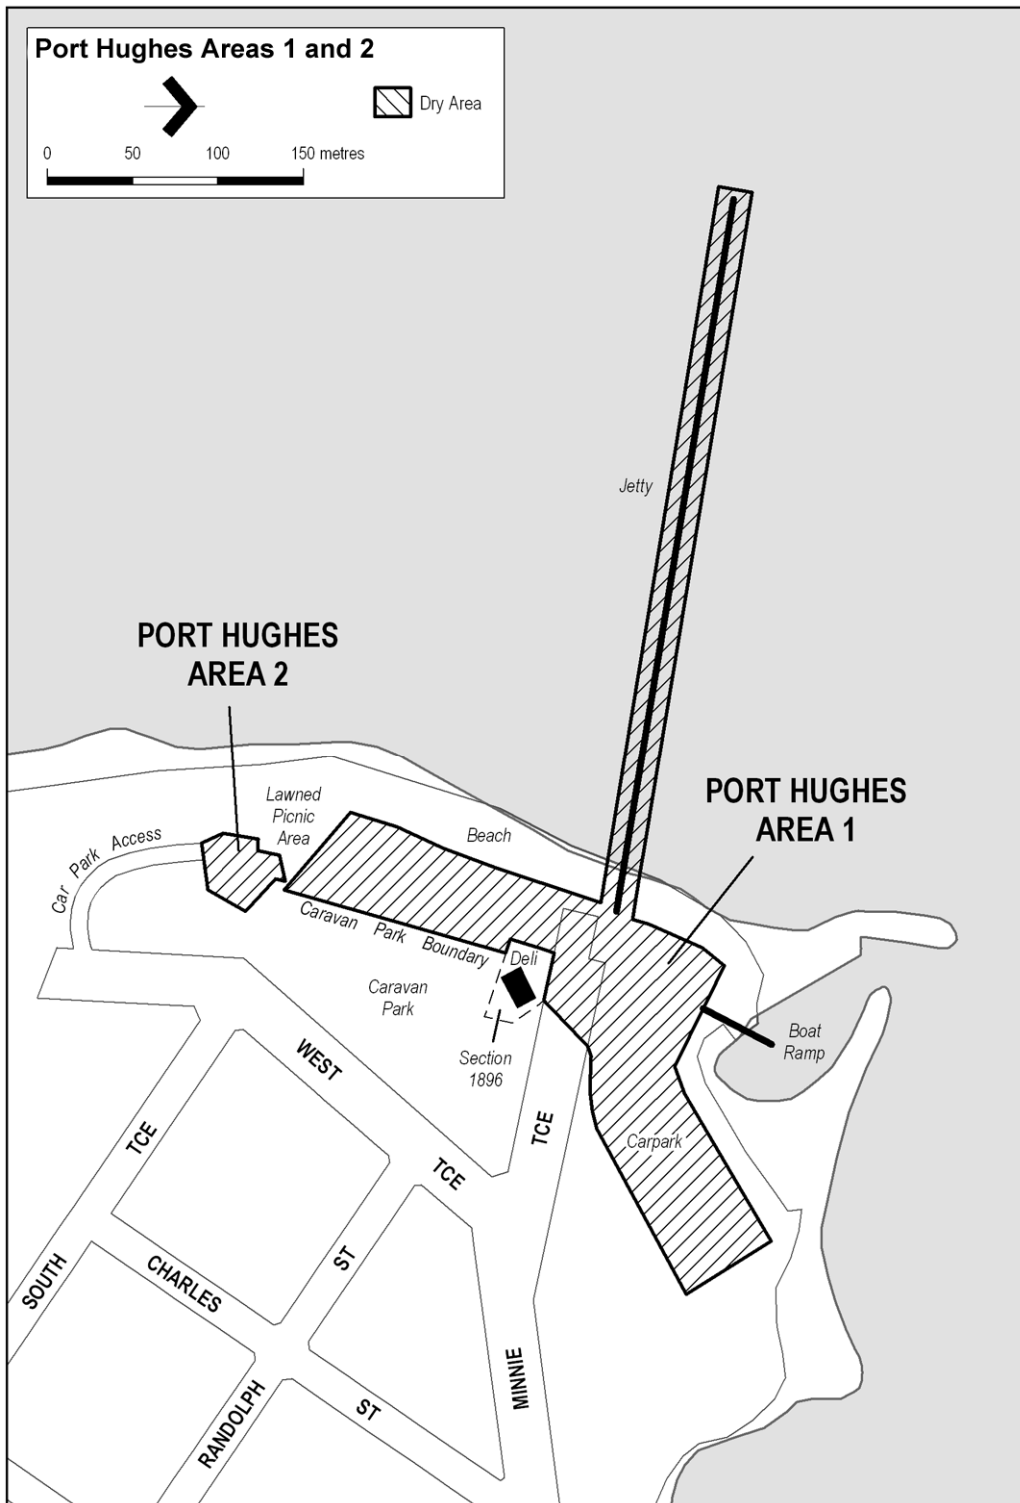 Port Hughes Areas 1 and 2
Dry Area
0 50 100 150 metres
Jetty
PORT HUGHES
AREA 2
PORT HUGHES
AREA 1
Lawned
Picnic
Area
Beach
Car Park Access
Caravan Park Boundary
Deli
Caravan
Park
Section
1896
Boat
Ramp
Carpark
WEST
TCE
TCE
TCE
SOUTH
CHARLES
ST
ST
RANDOLPH
MINNIE